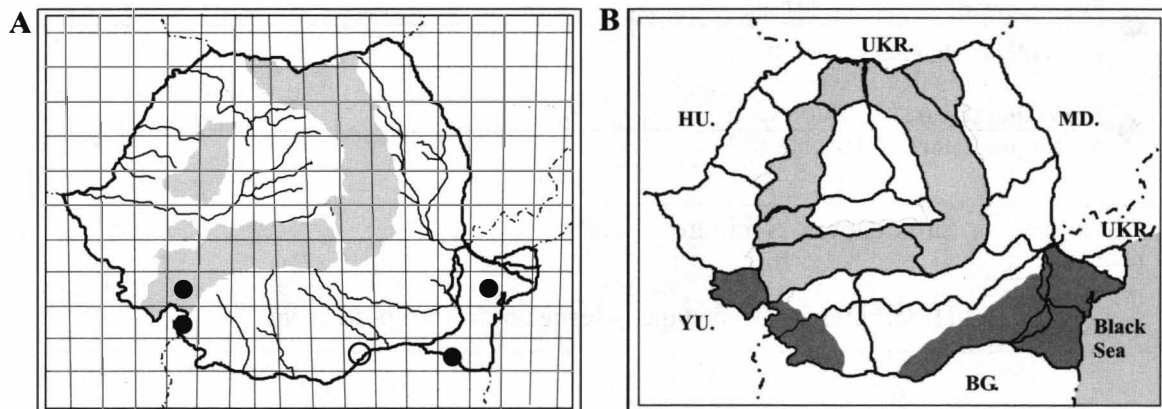 A
B
UKR.
HU.
MD.
UKR.
YU.
Black
Sea
BG.